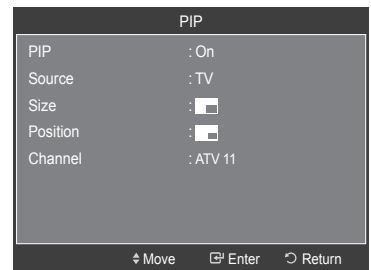 PIP
PIP : On
Source : TV
Size :
Position :
Channel : ATV 11
Move Enter Return